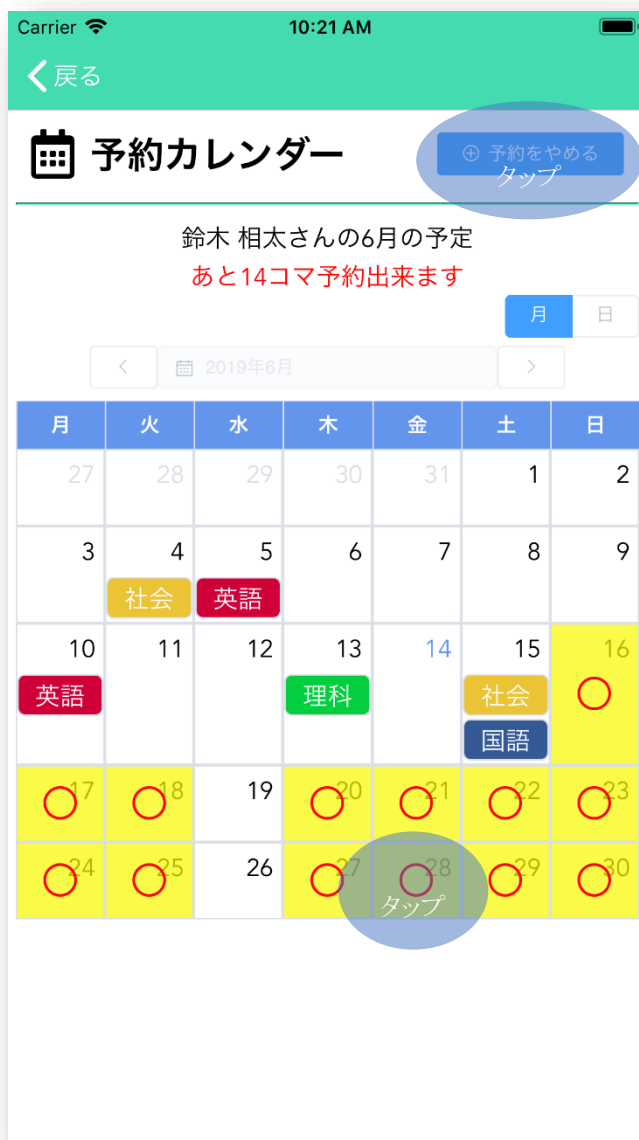 Carrier 10:21 AM
戻る
予約カレンダー
予約をやめる
タップ
鈴木 相太さんの6月の予定
あと14コマ予約出来ます
月 日
2019年6月
月 火 水 木 金 土 日
27 28 29 30 31 1 2
3 4 5 6 7 8 9
社会 英語
10 11 12 13 14 15 16
英語 理科 社会
国語
17 18 19 20 21 22 23
24 25 26 27 28 29 30
タップ